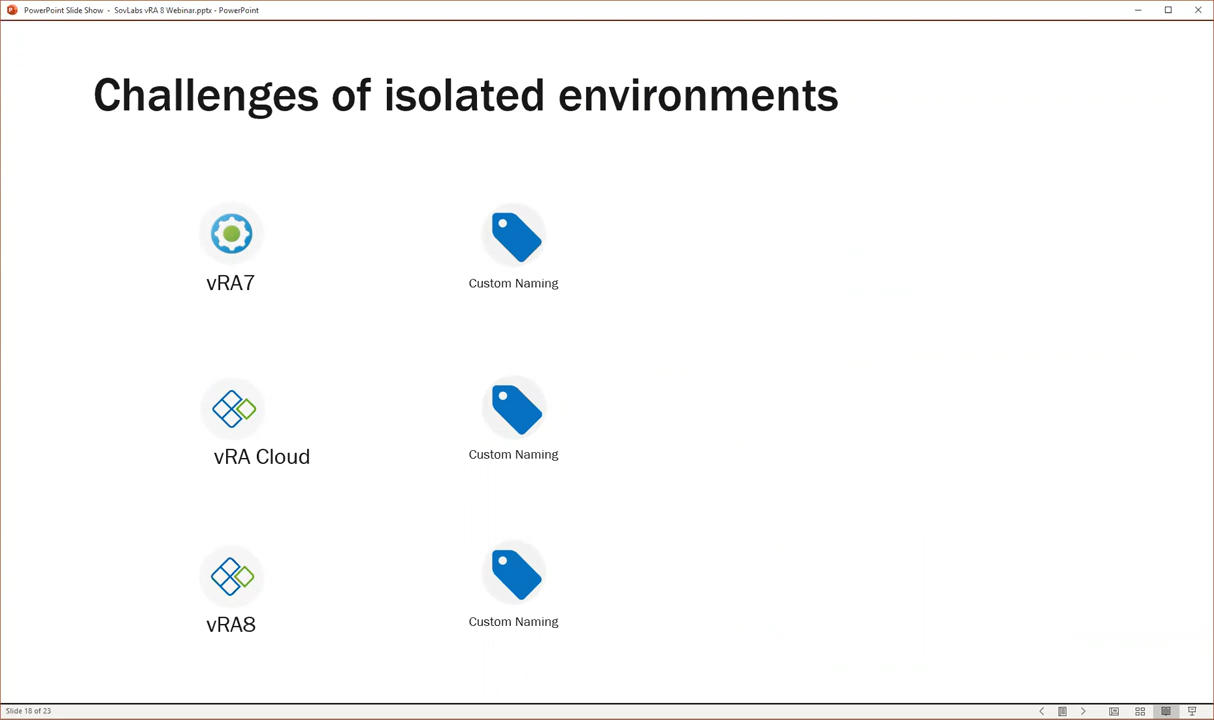 PowerPoint Slide Show - SovLabs vRA 8 Webinar.pptx - PowerPoint
Challenges of isolated environments
vRA7
Custom Naming
vRA Cloud
Custom Naming
vRA8
Custom Naming
Slide 18 of 23